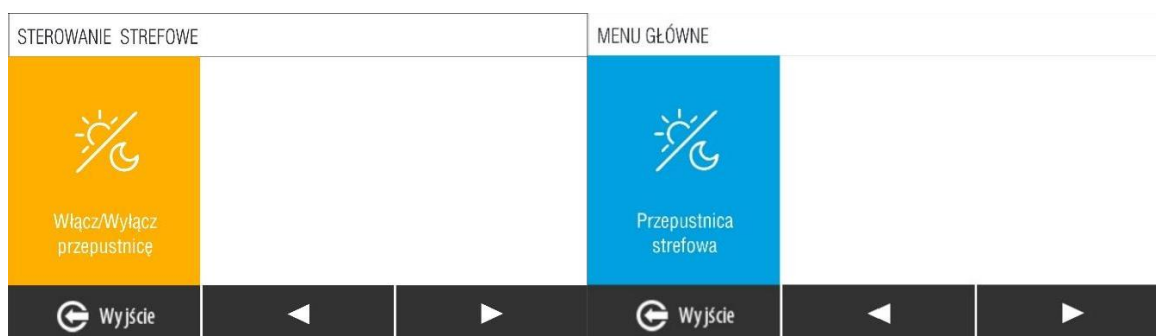 STEROWANIE STREFOWE
Włącz/Wyłącz
przepustnicę
Wyjście
MENU GŁÓWNE
Przepustnica
strefowa
Wyjście